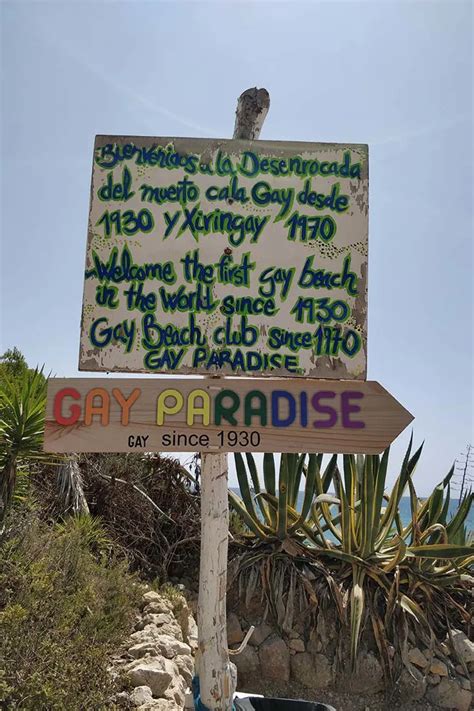 Bienvenidos a la Desenrocada
del muerto cala Gay desde
1930 y Xiringay 1970
Welcome the first gay beach
in the World since 1930
Gay Beach club since 1970
GAY PARADISE
GAY PARADISE
GAY since 1930